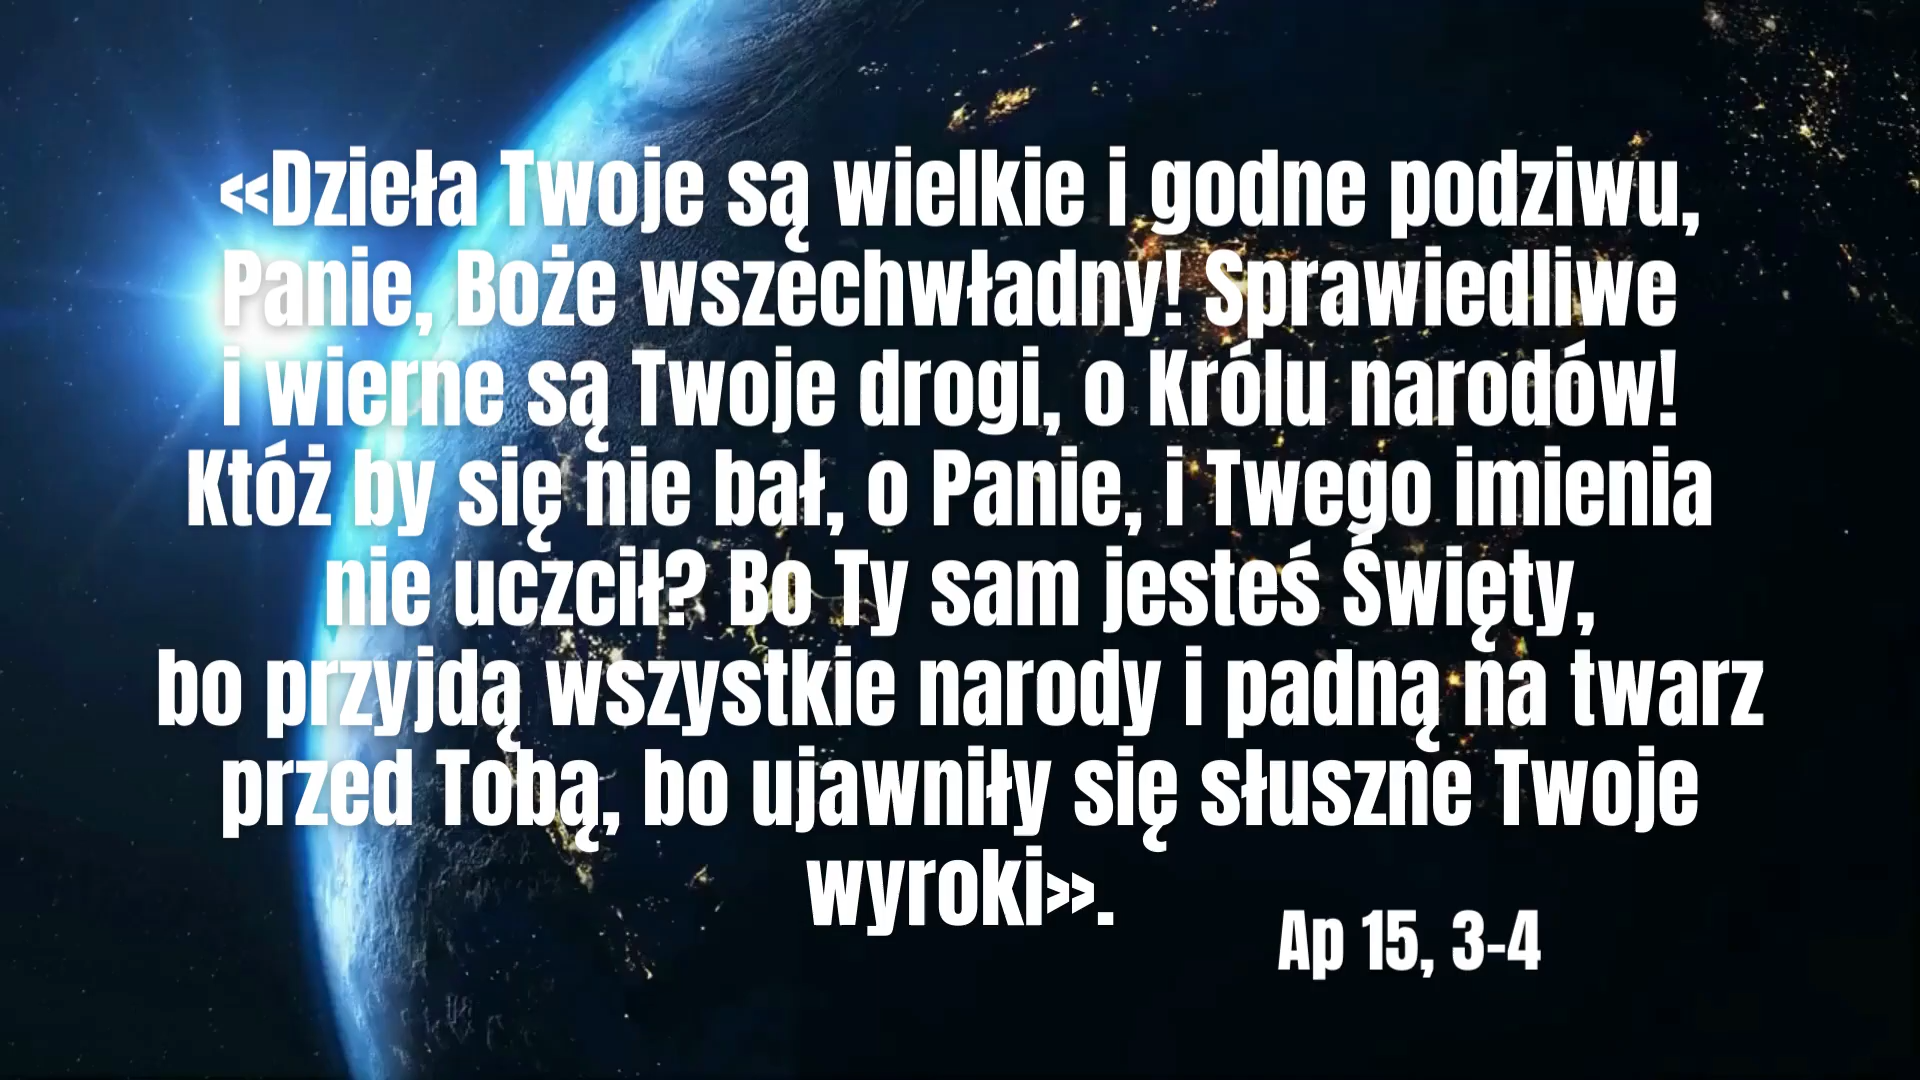 «Dzieła Twoje są wielkie i godne podziwu,
Panie, Boże wszechwładny! Sprawiedliwe
i wierne są Twoje drogi, o Królu narodów!
Któż by się nie bał, o Panie, i Twego imienia
nie uczcił? Bo Ty sam jesteś Święty,
bo przyjdą wszystkie narody i padną na twarz
przed Tobą, bo ujawniły się słuszne Twoje
wyroki».
Ap 15, 3-4